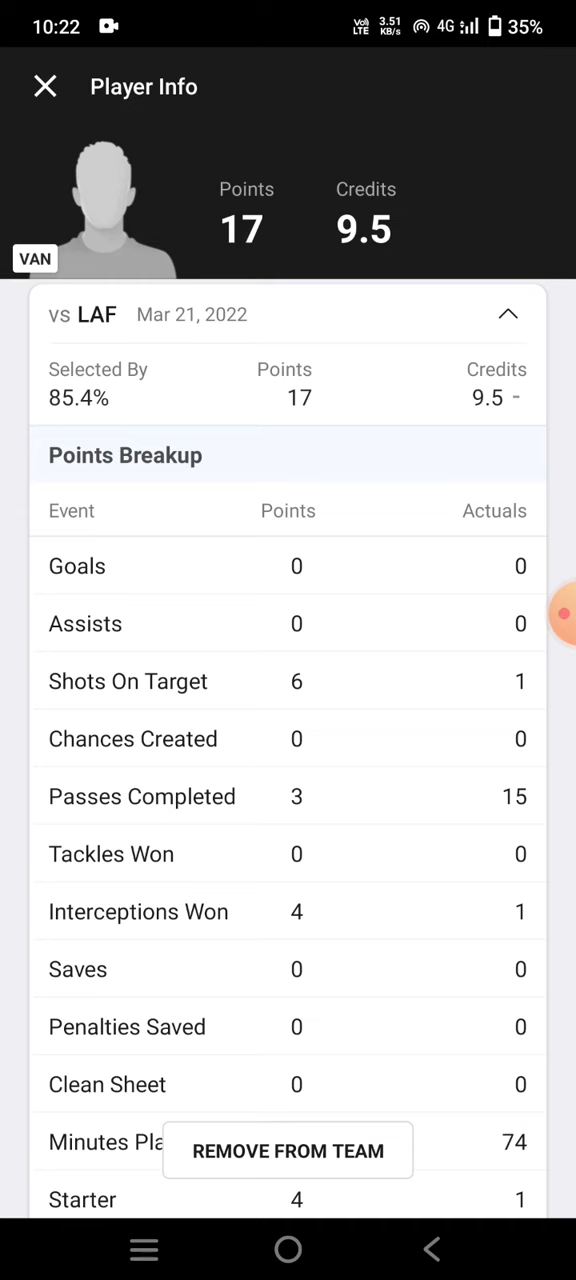 10:22 Vo) LTE 3.51 KB/s 4G 35%
Player Info
Points Credits
17 9.5
VAN
vs LAF Mar 21, 2022
Selected By Points Credits
85.4% 17 9.5 -
Points Breakup
Event Points Actuals
Goals 0 0
Assists 0 0
Shots On Target 6 1
Chances Created 0 0
Passes Completed 3 15
Tackles Won 0 0
Interceptions Won 4 1
Saves 0 0
Penalties Saved 0 0
Clean Sheet 0 0
Minutes Pla 74
REMOVE FROM TEAM
Starter 4 1